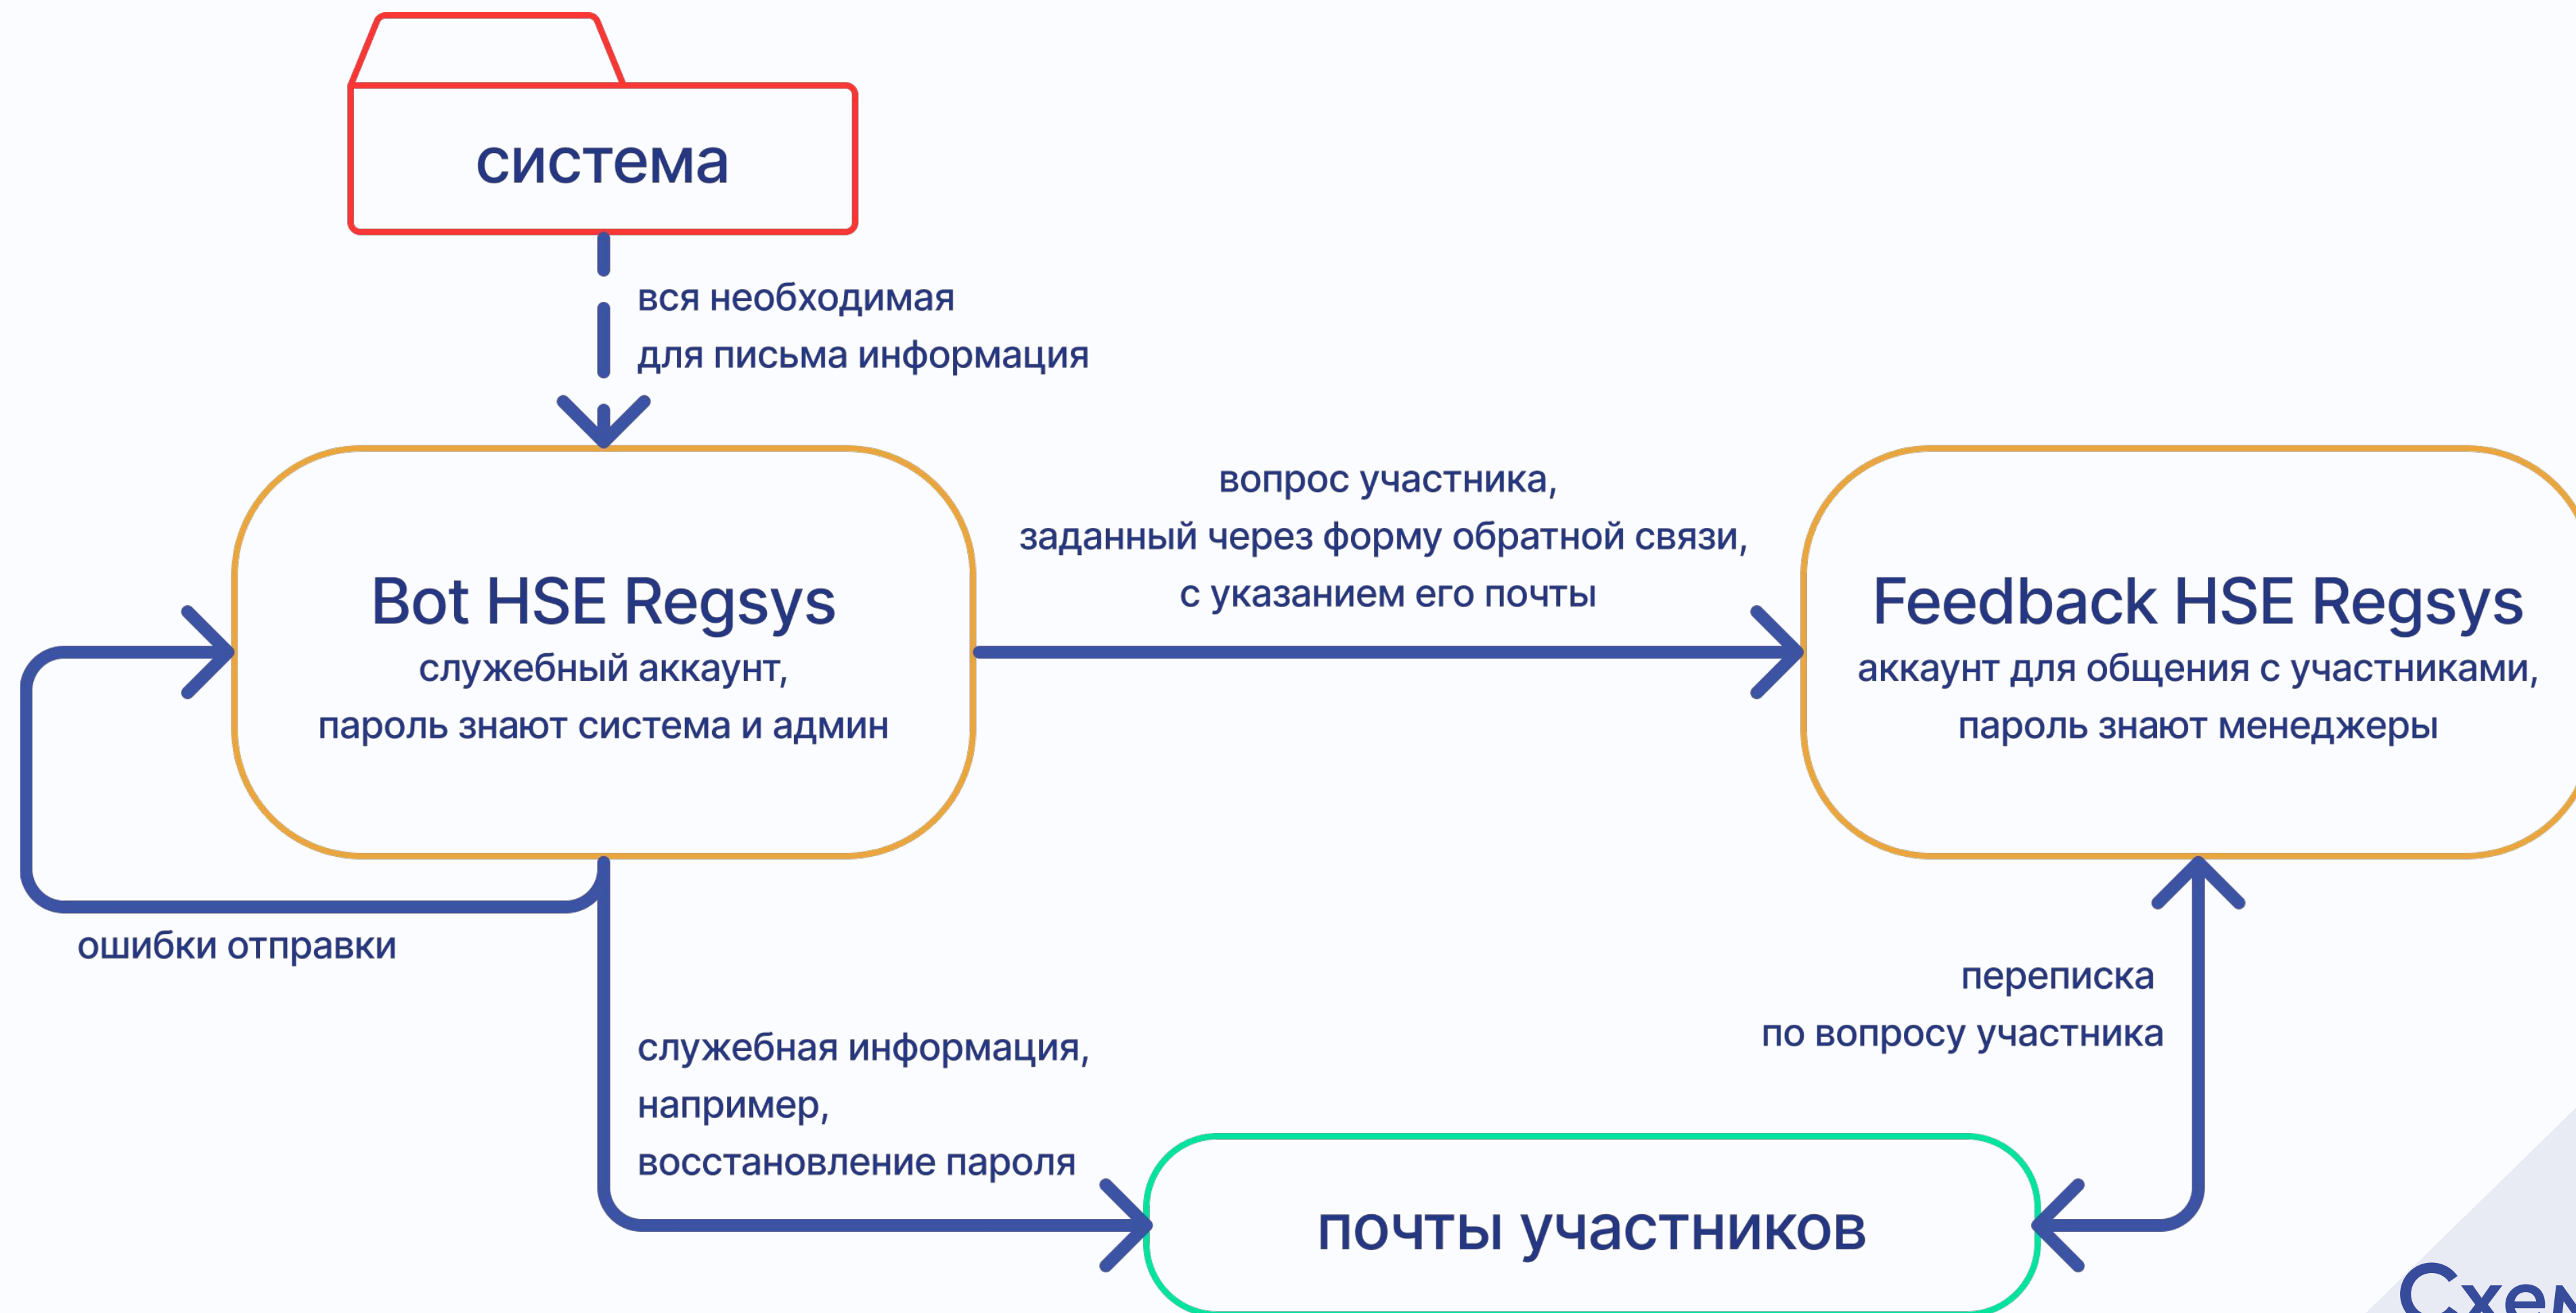 система
вся необходимая
для письма информация
вопрос участника,
заданный через форму обратной связи,
с указанием его почты
Bot HSE Regsys
служебный аккаунт,
пароль знают система и админ
Feedback HSE Regsys
аккаунт для общения с участниками,
пароль знают менеджеры
ошибки отправки
служебная информация,
например,
восстановление пароля
переписка
по вопросу участника
почты участников